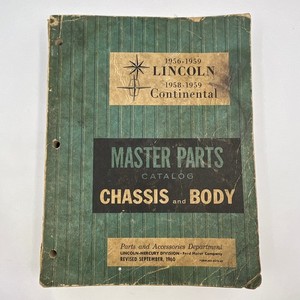 1956-1959
LINCOLN
1958-1959
Continental
MASTER PARTS
CATALOG
CHASSIS and BODY
Parts and Accessories Department
LINCOLN-MERCURY DIVISION - Ford Motor Company
REVISED SEPTEMBER, 1960